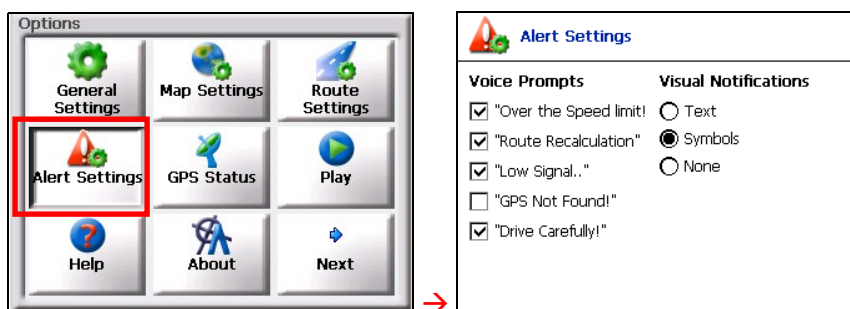 Options
General Settings
Map Settings
Route Settings
Alert Settings
GPS Status
Play
Help
About
Next
→
Alert Settings
Voice Prompts
"Over the Speed limit!
"Route Recalculation"
"Low Signal.."
"GPS Not Found!"
"Drive Carefully!"
Visual Notifications
Text
Symbols
None